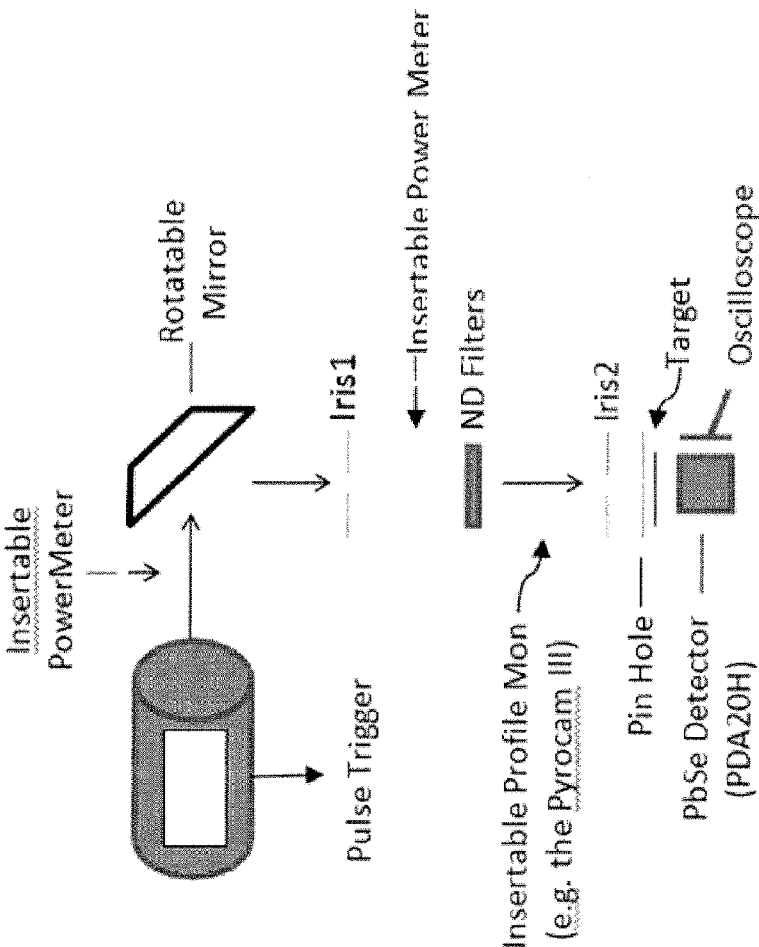 Insertable
PowerMeter
Rotatable
Mirror
Pulse Trigger
Iris1
Insertable Power Meter
ND Filters
Insertable Profile Mon
(e.g. the Pyrocam III)
Iris2
Pin Hole
Target
PbSe Detector
(PDA20H)
Oscilloscope